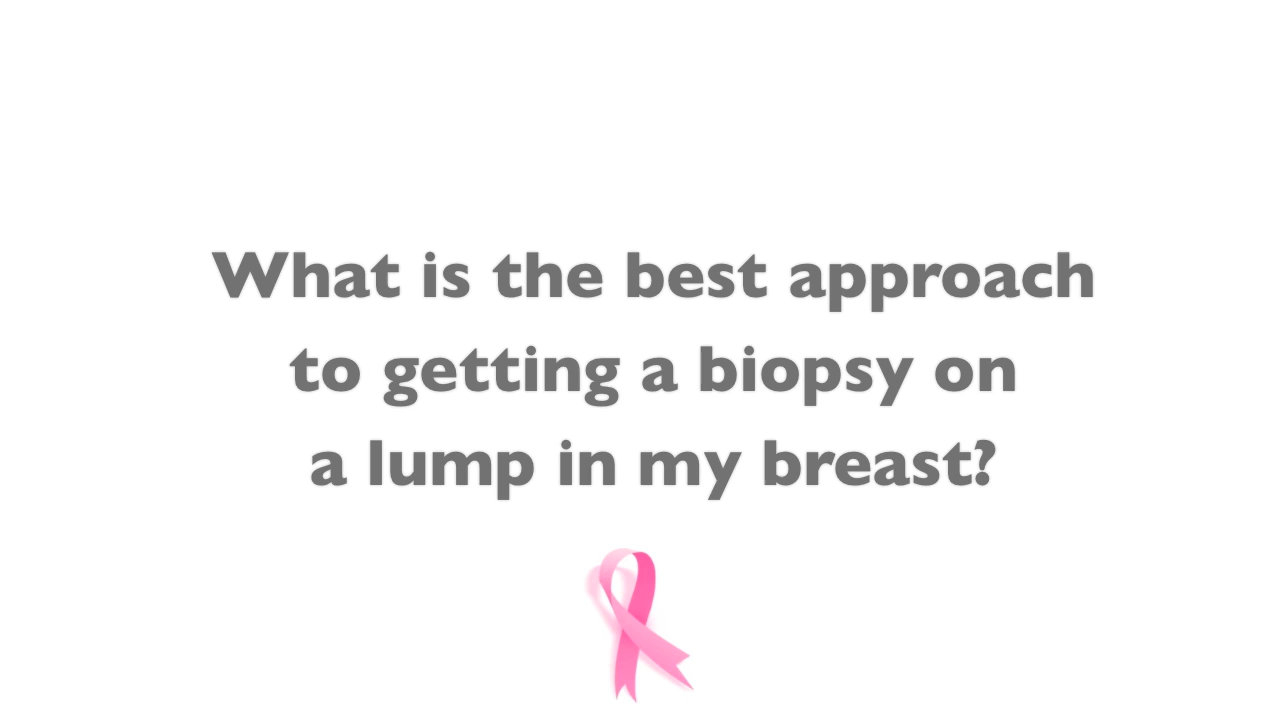 What is the best approach
to getting a biopsy on
a lump in my breast?